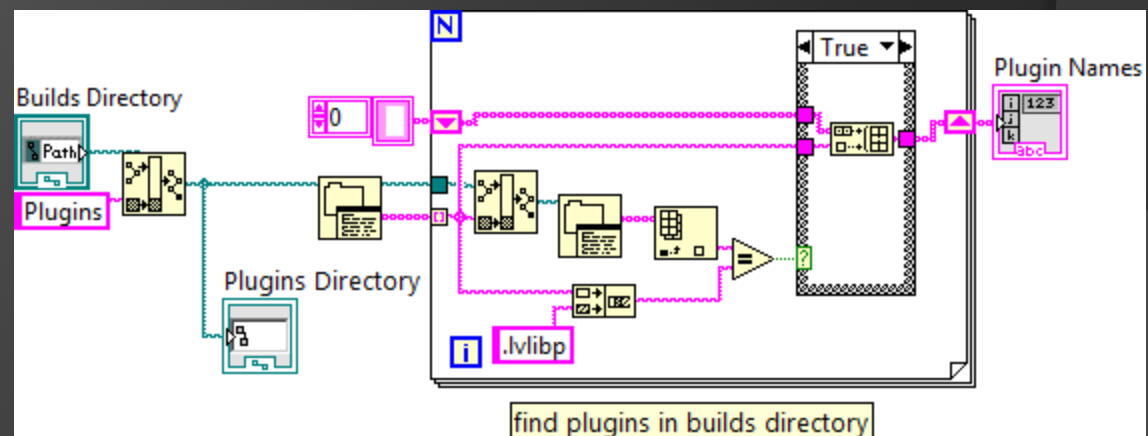 N
True
Plugin Names
Builds Directory
0
i 123
j
k
abc
Path
Plugins
?
=
Plugins Directory
i
.lvlibp
find plugins in builds directory